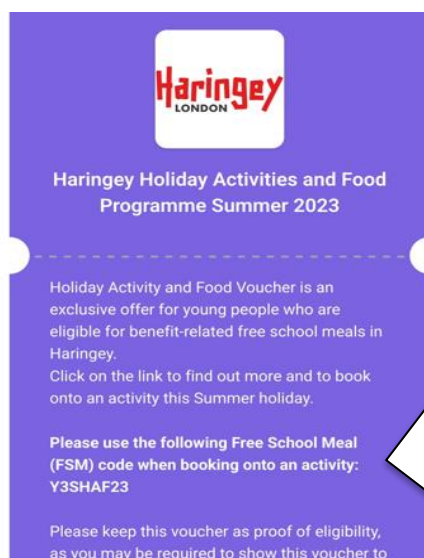 Haringey
LONDON
Haringey Holiday Activities and Food
Programme Summer 2023
Holiday Activity and Food Voucher is an
exclusive offer for young people who are
eligible for benefit-related free school meals in
Haringey.
Click on the link to find out more and to book
onto an activity this Summer holiday.
Please use the following Free School Meal
(FSM) code when booking onto an activity:
Y3SHAF23
Please keep this voucher as proof of eligibility,
as you may be required to show this voucher to